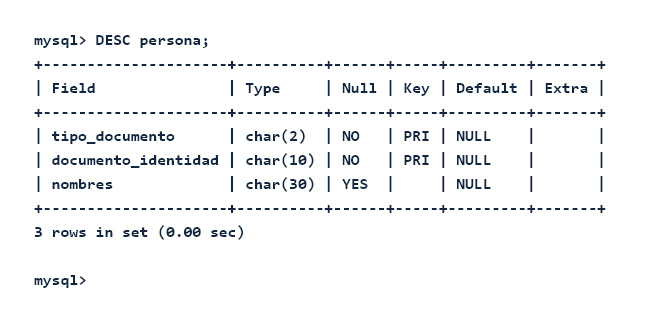 mysql> DESC persona;
+---------------------+----------+------+-----+---------+-------+
| Field               | Type     | Null | Key | Default | Extra |
+---------------------+----------+------+-----+---------+-------+
| tipo_documento      | char(2)  | NO   | PRI | NULL    |       |
| documento_identidad | char(10) | NO   | PRI | NULL    |       |
| nombres             | char(30) | YES  |     | NULL    |       |
+---------------------+----------+------+-----+---------+-------+
3 rows in set (0.00 sec)
mysql>